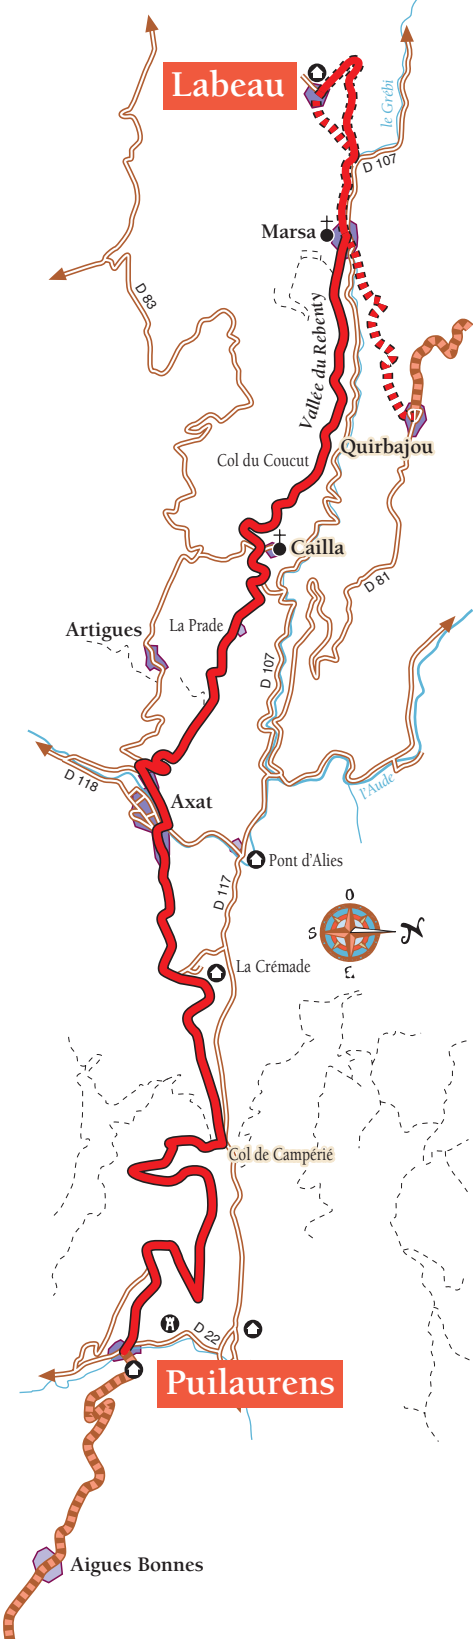 le Grébi
Labeau
D 107
Marsa
D 83
Vallée du Rebenty
Quirbajou
Col du Coucut
Cailla
D 81
La Prade
Artigues
D 107
D 118
Axat
l'Aude
Pont d'Alies
D 117
O
S
N
E
La Crémade
Col de Campérié
D 22
Puilaurens
Aigues Bonnes